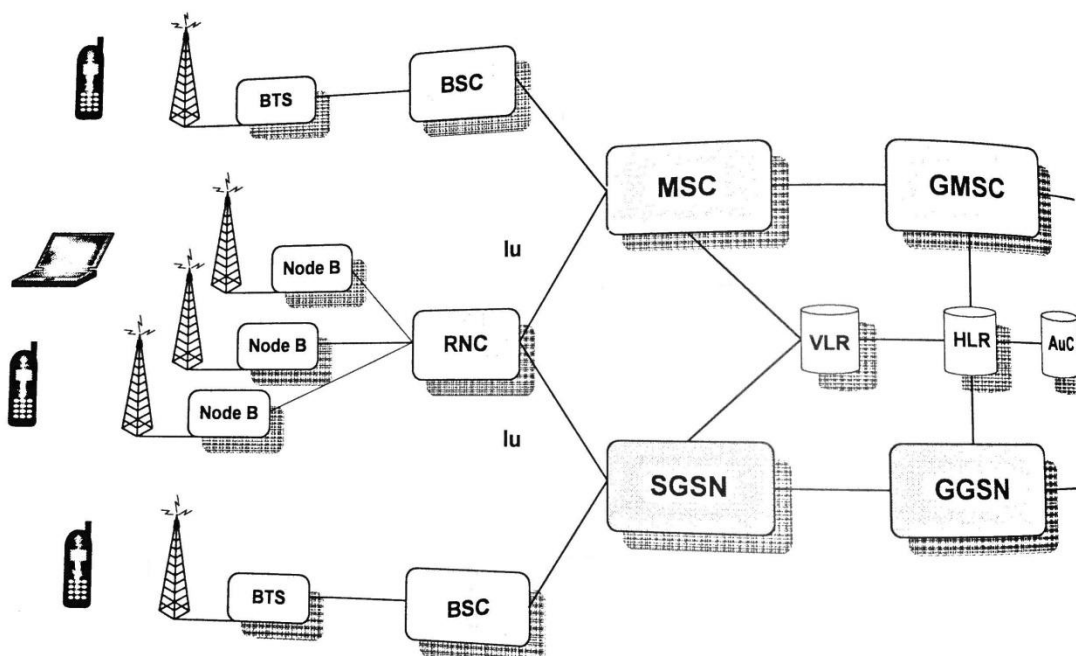 BTS
BSC
MSC
GMSC
Node B
Iu
Node B
RNC
VLR
HLR
AuC
Node B
Iu
SGSN
GGSN
BTS
BSC